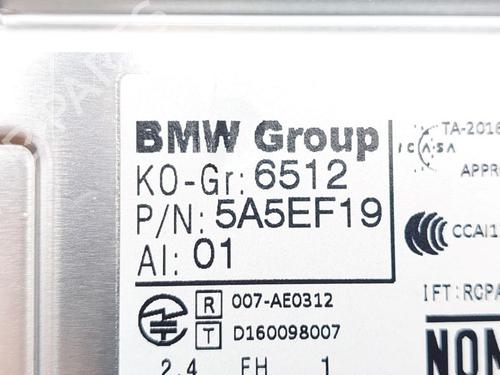 BMW Group
KO-Gr: 6512
P/N: 5A5EF19
AI: 01
R 007-AE0312
T D160098007
2.4 FH 1
TA-2016
ICASA
APPR
CCAI1
IFT:RCPA
NOM